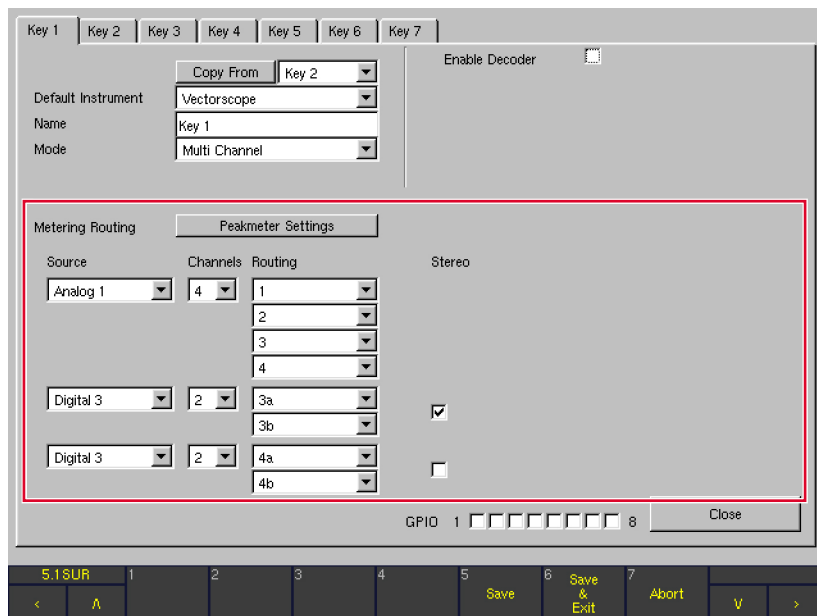 Key 1 Key 2 Key 3 Key 4 Key 5 Key 6 Key 7
Copy From Key 2 Enable Decoder
Default Instrument Vectorscope
Name Key 1
Mode Multi Channel
Metering Routing Peakmeter Settings
Source Channels Routing Stereo
Analog 1 4 1
2
3
4
Digital 3 2 3a
3b
Digital 3 2 4a
4b
GPIO 1 8 Close
5.1SUR 1 2 3 4 5 Save 6 Save & Exit 7 Abort
< Λ V >